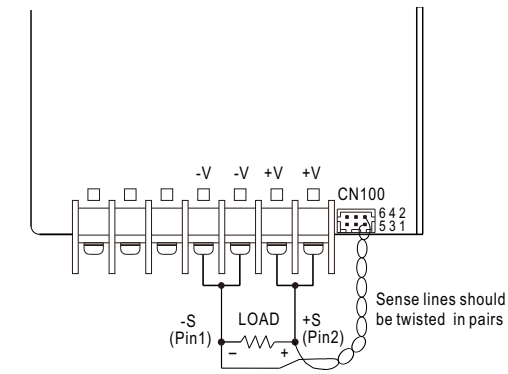 -V -V +V +V
CN100
6 4 2
5 3 1
Sense lines should
be twisted in pairs
-S
(Pin1)
LOAD
+S
(Pin2)
− +